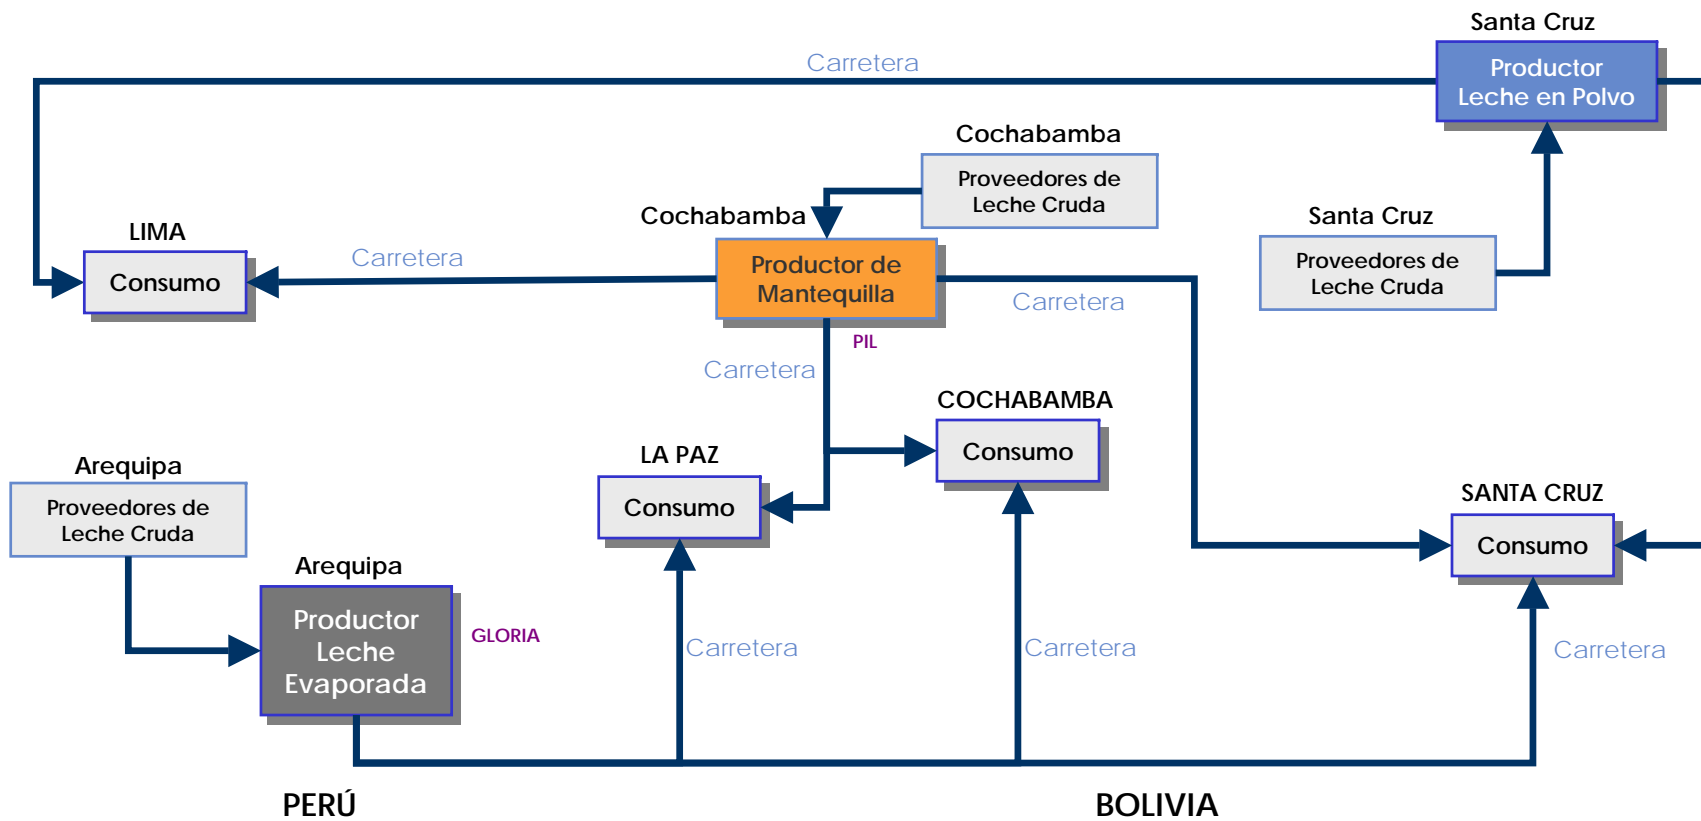 Santa Cruz
Carretera
Productor
Leche en Polvo
Cochabamba
Proveedores de
Leche Cruda
Cochabamba
Santa Cruz
LIMA
Proveedores de
Leche Cruda
Carretera
Consumo
Productor de
Mantequilla
Carretera
PIL
Carretera
COCHABAMBA
Consumo
LA PAZ
Arequipa
Consumo
SANTA CRUZ
Proveedores de
Leche Cruda
Consumo
Arequipa
Productor
Leche
Evaporada
GLORIA
Carretera
Carretera
Carretera
PERÚ
BOLIVIA